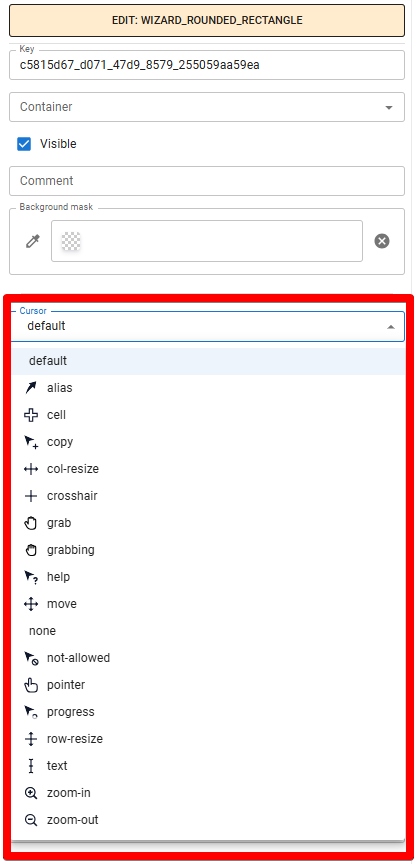 EDIT: WIZARD_ROUNDED_RECTANGLE
Key
c5815d67_d071_47d9_8579_255059aa59ea
Container
Visible
Comment
Background mask
Cursor
default
default
alias
cell
copy
col-resize
crosshair
grab
grabbing
help
move
none
not-allowed
pointer
progress
row-resize
text
zoom-in
zoom-out